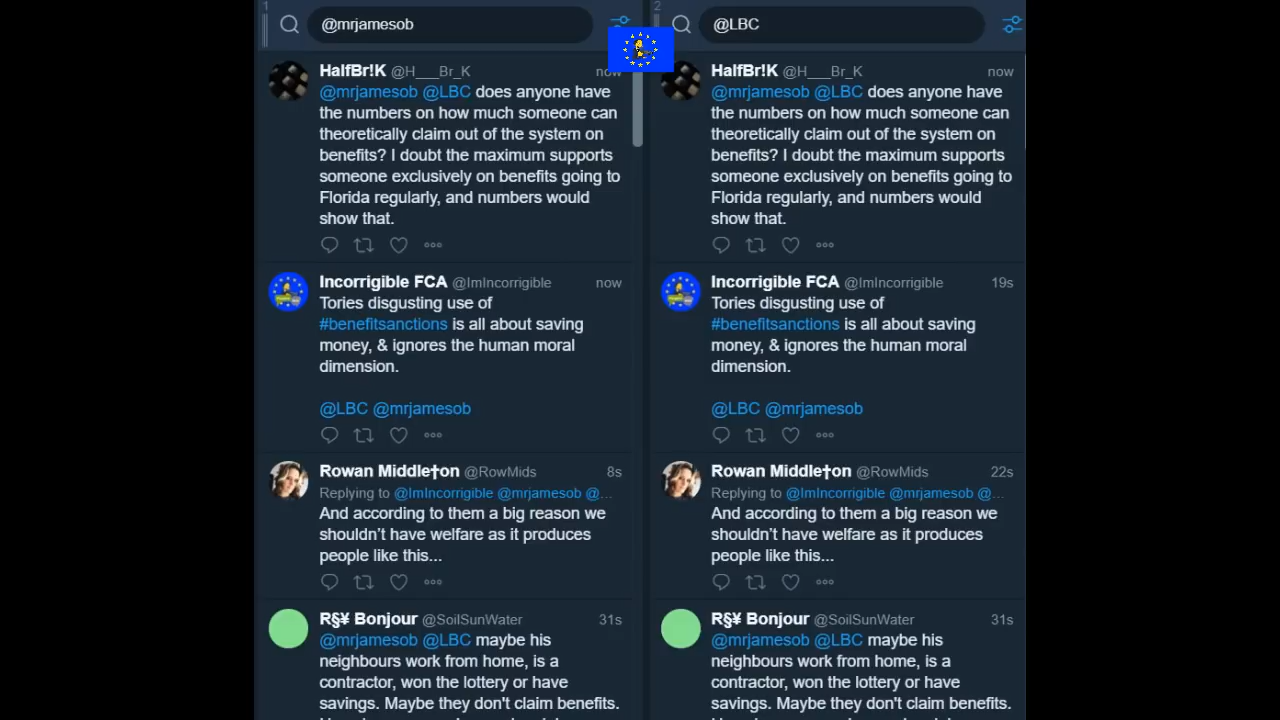 1
@mrjamesob
HalfBr!K @H___Br_K now
@mrjamesob @LBC does anyone have
the numbers on how much someone can
theoretically claim out of the system on
benefits? I doubt the maximum supports
someone exclusively on benefits going to
Florida regularly, and numbers would
show that.
Incorrigible FCA @ImIncorrigible now
Tories disgusting use of
#benefitsanctions is all about saving
money, & ignores the human moral
dimension.
@LBC @mrjamesob
Rowan Middle†on @RowMids 8s
Replying to @ImIncorrigible @mrjamesob @...
And according to them a big reason we
shouldn’t have welfare as it produces
people like this...
R§¥ Bonjour @SoilSunWater 31s
@mrjamesob @LBC maybe his
neighbours work from home, is a
contractor, won the lottery or have
savings. Maybe they don't claim benefits.
2
@LBC
HalfBr!K @H___Br_K now
@mrjamesob @LBC does anyone have
the numbers on how much someone can
theoretically claim out of the system on
benefits? I doubt the maximum supports
someone exclusively on benefits going to
Florida regularly, and numbers would
show that.
Incorrigible FCA @ImIncorrigible 19s
Tories disgusting use of
#benefitsanctions is all about saving
money, & ignores the human moral
dimension.
@LBC @mrjamesob
Rowan Middle†on @RowMids 22s
Replying to @ImIncorrigible @mrjamesob @...
And according to them a big reason we
shouldn’t have welfare as it produces
people like this...
R§¥ Bonjour @SoilSunWater 31s
@mrjamesob @LBC maybe his
neighbours work from home, is a
contractor, won the lottery or have
savings. Maybe they don't claim benefits.